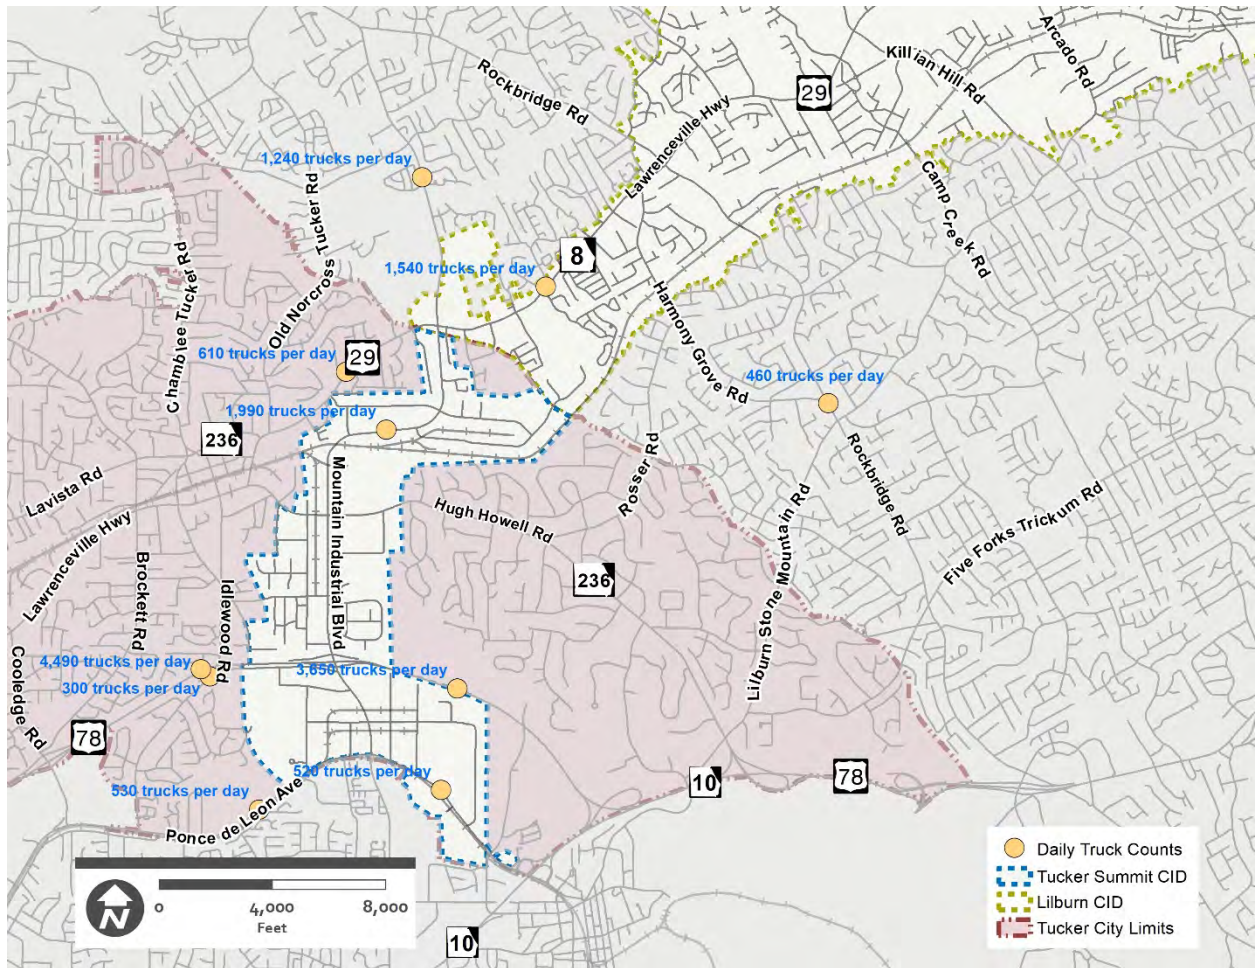 Arcado Rd
Killian Hill Rd
Rockbridge Rd
29
Lawrenceville Hwy
1,240 trucks per day
Camp Creek Rd
Old Norcross Tucker Rd
Chamblee Tucker Rd
8
1,540 trucks per day
Harmony Grove Rd
610 trucks per day
29
460 trucks per day
1,990 trucks per day
236
Rockbridge Rd
Rosser Rd
Lavista Rd
Mountain Industrial Blvd
Hugh Howell Rd
Five Forks Trickum Rd
Lawrenceville Hwy
236
Lilburn Stone Mountain Rd
Brockett Rd
Idlewood Rd
4,490 trucks per day
3,650 trucks per day
300 trucks per day
Cooledge Rd
78
520 trucks per day
10
78
530 trucks per day
Ponce de Leon Ave
N
0 4,000 8,000
Feet
10
Daily Truck Counts
Tucker Summit CID
Lilburn CID
Tucker City Limits